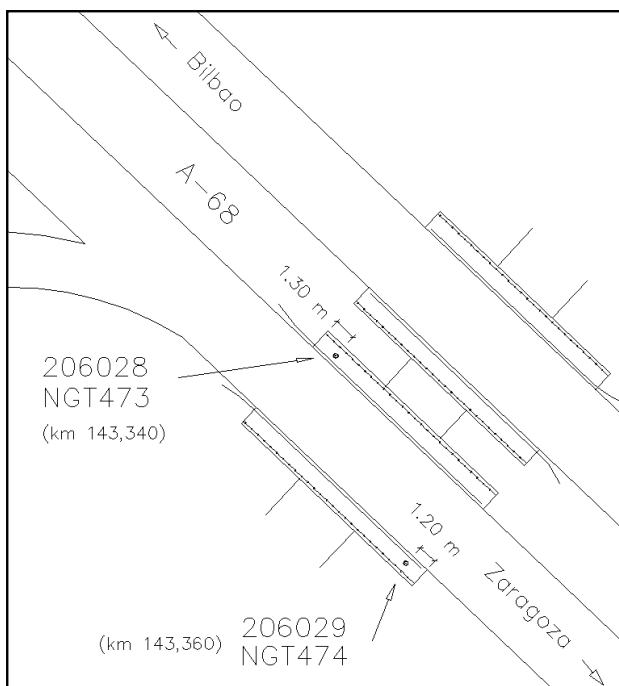 Bilbao
A-68
1.30 m
206028
NGT473
(km 143,340)
1.20 m
Zaragoza
(km 143,360)
206029
NGT474